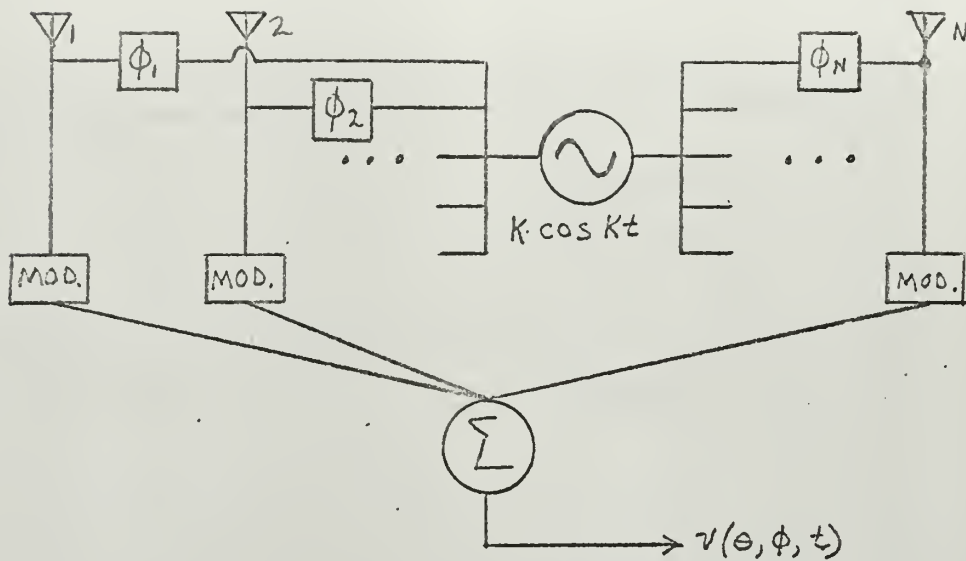 1
2
N
ϕ₁
ϕ₂
ϕN
• • •
• • •
K cos Kt
MOD.
MOD.
MOD.
Σ
v(θ, ϕ, t)